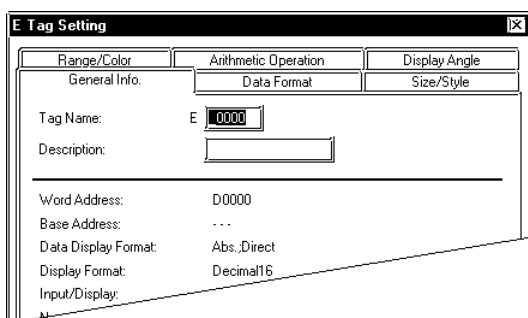 E Tag Setting
Range/Color Arithmetic Operation Display Angle
General Info. Data Format Size/Style
Tag Name: E _0000
Description:
Word Address: D0000
Base Address: ---
Data Display Format: Abs.;Direct
Display Format: Decimal16
Input/Display: